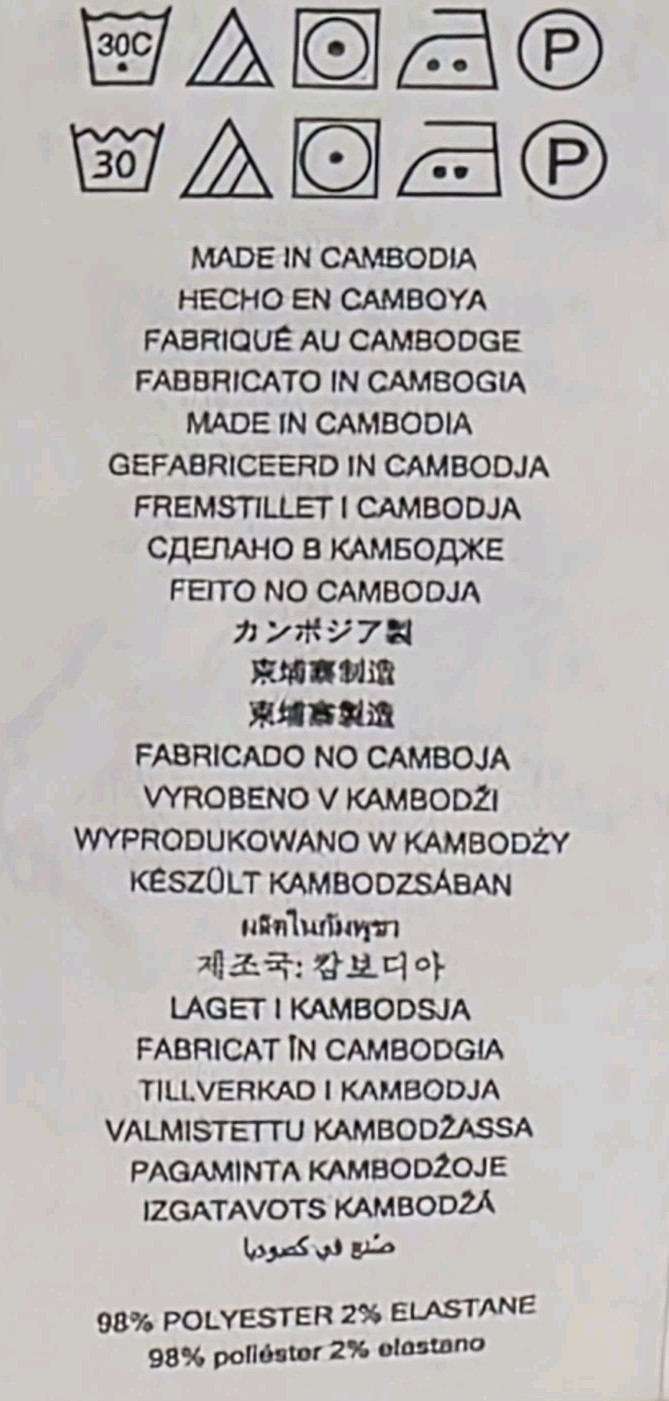 30C P
30 P
MADE IN CAMBODIA
HECHO EN CAMBOYA
FABRIQUÉ AU CAMBODGE
FABBRICATO IN CAMBOGIA
MADE IN CAMBODIA
GEFABRICEERD IN CAMBODJA
FREMSTILLET I CAMBODJA
СДЕЛАНО В КАМБОДЖЕ
FEITO NO CAMBODJA
カンボジア製
柬埔寨制造
柬埔寨製造
FABRICADO NO CAMBOJA
VYROBENO V KAMBODŽI
WYPRODUKOWANO W KAMBODŻY
KÉSZÜLT KAMBODZSÁBAN
ผลิตในกัมพูชา
제조국: 캄보디아
LAGET I KAMBODSJA
FABRICAT ÎN CAMBODGIA
TILLVERKAD I KAMBODJA
VALMISTETTU KAMBODŽASSA
PAGAMINTA KAMBODŽOJE
IZGATAVOTS KAMBODŽĀ
صنع في كمبوديا
98% POLYESTER 2% ELASTANE
98% poliéster 2% elastano